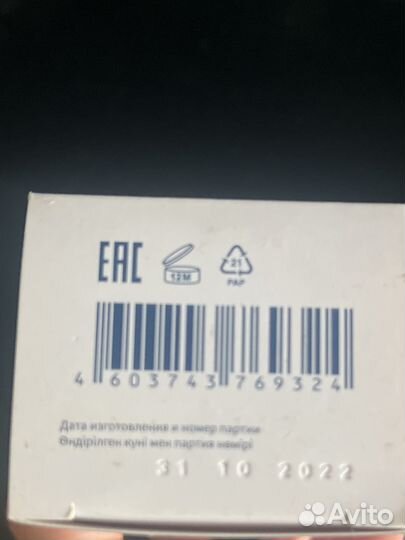 EAC
12M
21
PAP
4 603743 769324
Дата изготовления и номер партии
Өндірілген күні мен партия нөмірі
31 10 2022
Avito